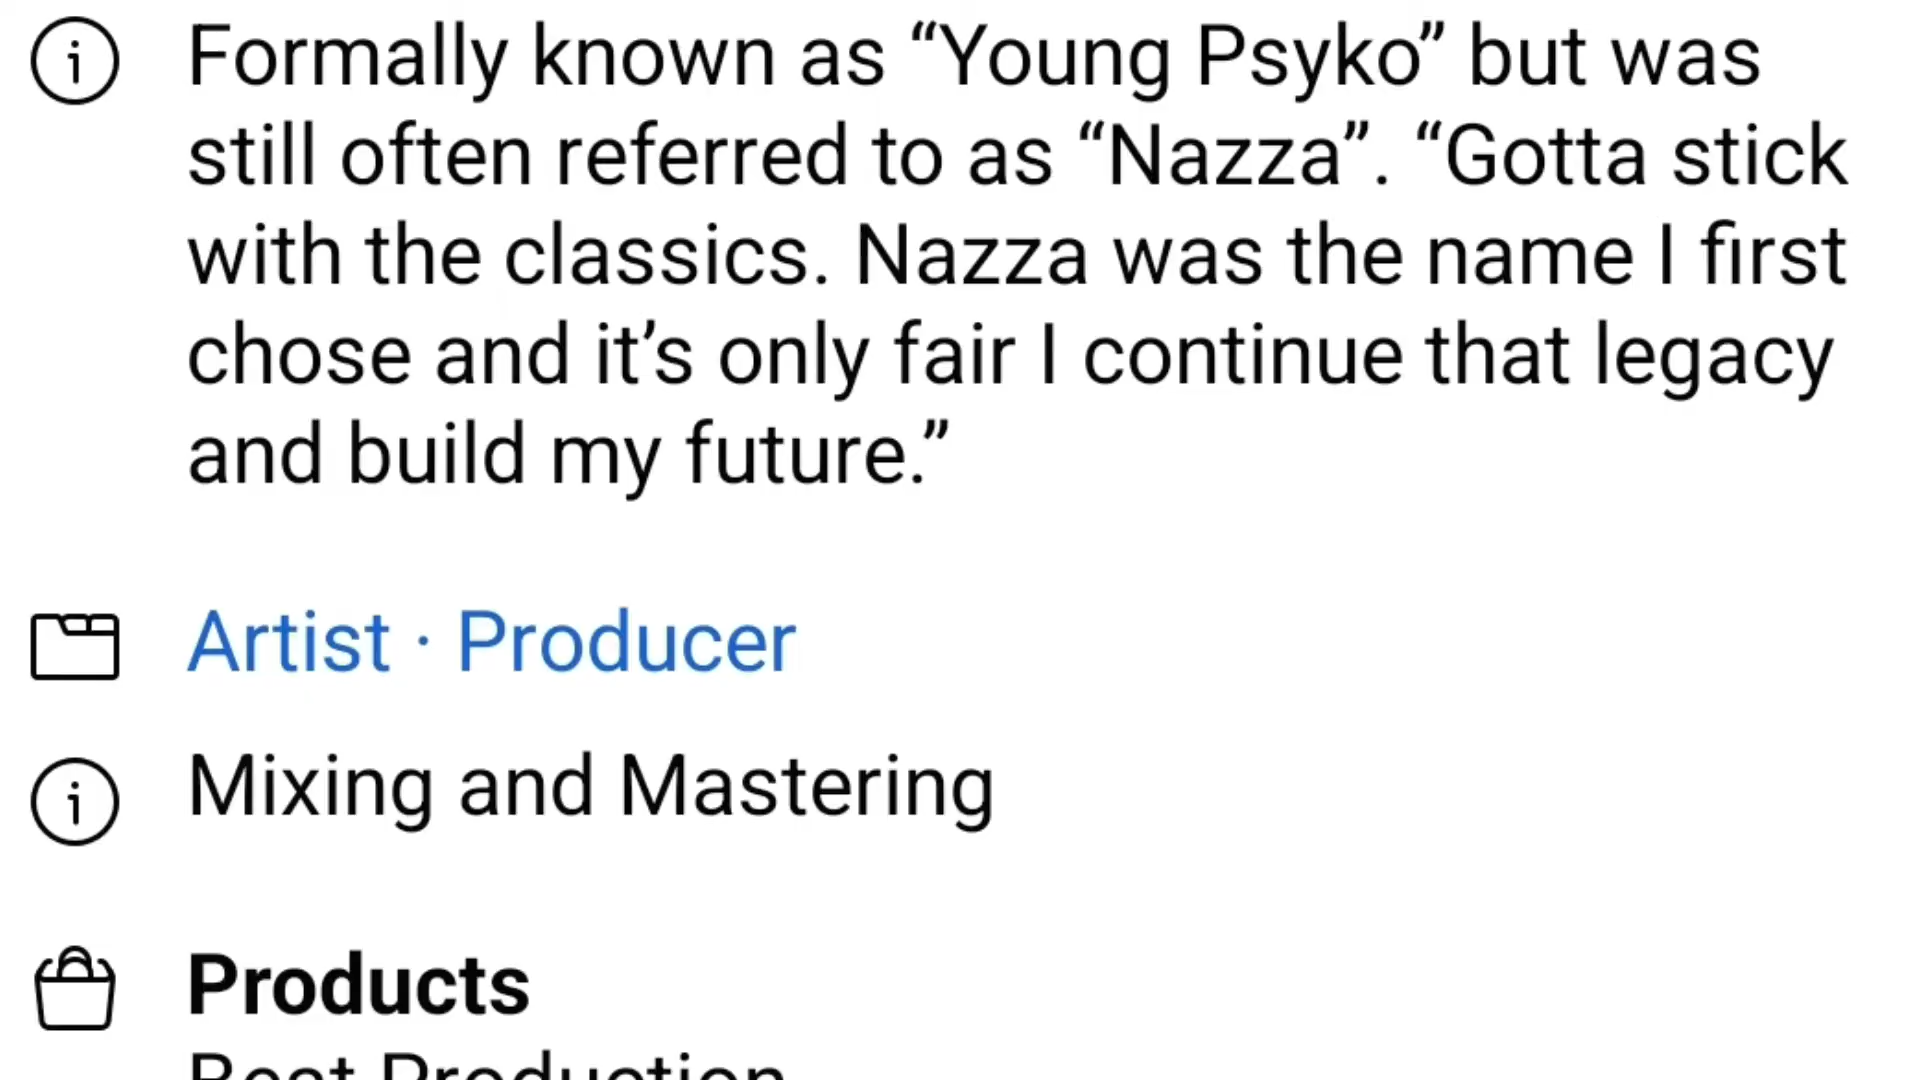 Formally known as “Young Psyko” but was
still often referred to as “Nazza”. “Gotta stick
with the classics. Nazza was the name I first
chose and it’s only fair I continue that legacy
and build my future.”
Artist · Producer
Mixing and Mastering
Products
Beat Production